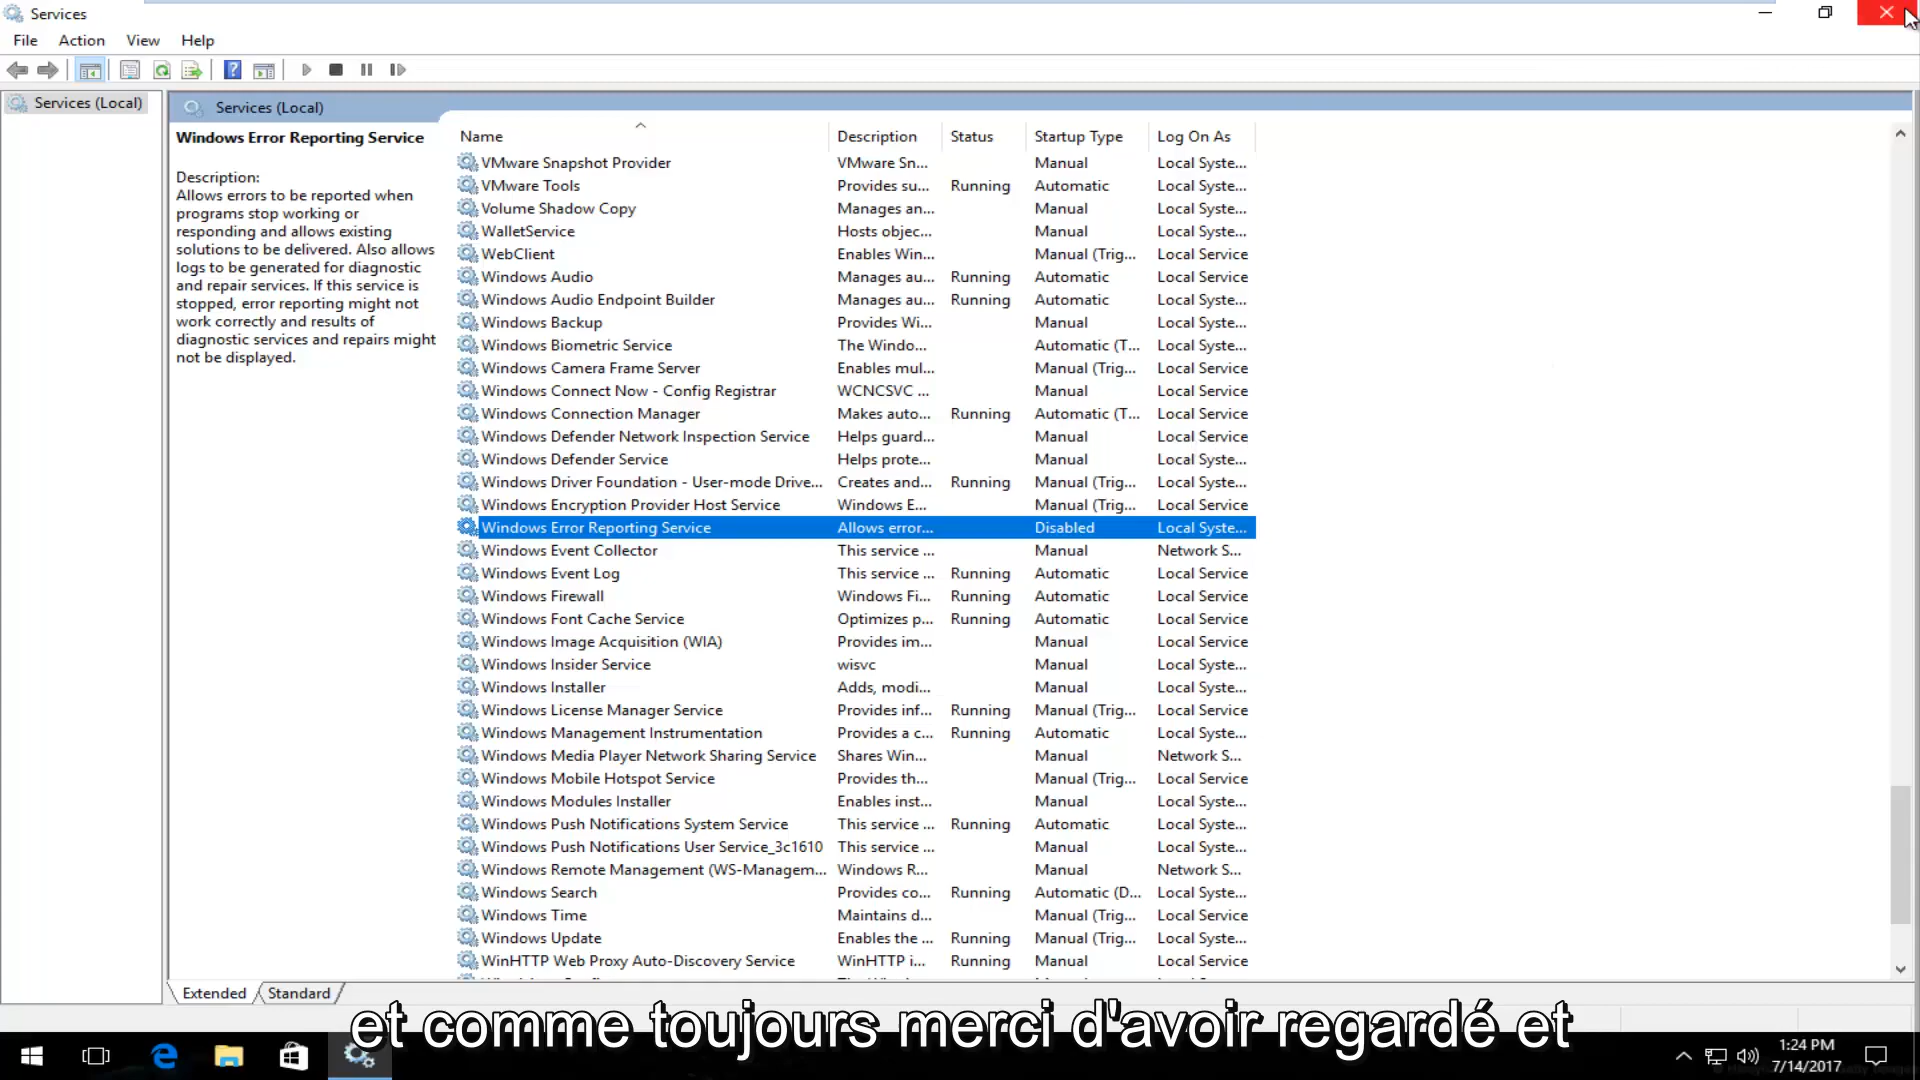 Services
File Action View Help
Services (Local)
Services (Local)
Windows Error Reporting Service
Description:
Allows errors to be reported when
programs stop working or
responding and allows existing
solutions to be delivered. Also allows
logs to be generated for diagnostic
and repair services. If this service is
stopped, error reporting might not
work correctly and results of
diagnostic services and repairs might
not be displayed.
Name Description Status Startup Type Log On As
VMware Snapshot Provider VMware Sn... Manual Local Syste...
VMware Tools Provides su... Running Automatic Local Syste...
Volume Shadow Copy Manages an... Manual Local Syste...
WalletService Hosts objec... Manual Local Syste...
WebClient Enables Win... Manual (Trig... Local Service
Windows Audio Manages au... Running Automatic Local Service
Windows Audio Endpoint Builder Manages au... Running Automatic Local Syste...
Windows Backup Provides Wi... Manual Local Syste...
Windows Biometric Service The Windo... Automatic (T... Local Syste...
Windows Camera Frame Server Enables mul... Manual (Trig... Local Service
Windows Connect Now - Config Registrar WCNCSVC ... Manual Local Service
Windows Connection Manager Makes auto... Running Automatic (T... Local Service
Windows Defender Network Inspection Service Helps guard... Manual Local Service
Windows Defender Service Helps prote... Manual Local Syste...
Windows Driver Foundation - User-mode Drive... Creates and... Running Manual (Trig... Local Syste...
Windows Encryption Provider Host Service Windows E... Manual (Trig... Local Service
Windows Error Reporting Service Allows error... Disabled Local Syste...
Windows Event Collector This service ... Manual Network S...
Windows Event Log This service ... Running Automatic Local Service
Windows Firewall Windows Fi... Running Automatic Local Service
Windows Font Cache Service Optimizes p... Running Automatic Local Service
Windows Image Acquisition (WIA) Provides im... Manual Local Service
Windows Insider Service wisvc Manual Local Syste...
Windows Installer Adds, modi... Manual Local Syste...
Windows License Manager Service Provides inf... Running Manual (Trig... Local Service
Windows Management Instrumentation Provides a c... Running Automatic Local Syste...
Windows Media Player Network Sharing Service Shares Win... Manual Network S...
Windows Mobile Hotspot Service Provides th... Manual (Trig... Local Service
Windows Modules Installer Enables inst... Manual Local Syste...
Windows Push Notifications System Service This service ... Running Automatic Local Syste...
Windows Push Notifications User Service_3c1610 This service ... Manual Local Syste...
Windows Remote Management (WS-Managem... Windows R... Manual Network S...
Windows Search Provides co... Running Automatic (D... Local Syste...
Windows Time Maintains d... Manual (Trig... Local Service
Windows Update Enables the ... Running Manual (Trig... Local Syste...
WinHTTP Web Proxy Auto-Discovery Service WinHTTP i... Running Manual Local Service
Extended Standard
et comme toujours merci d'avoir regardé et
1:24 PM
7/14/2017